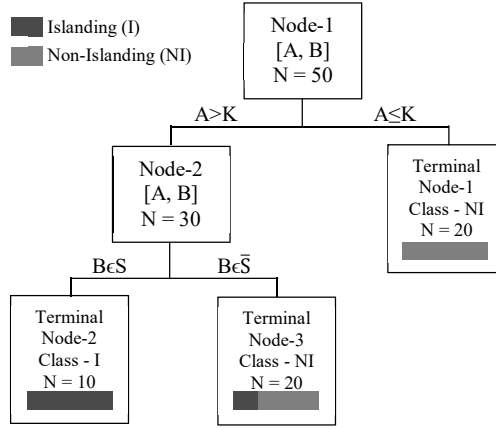 Islanding (I)
Non-Islanding (NI)
Node-1
[A, B]
N = 50
A>K
A≤K
Node-2
[A, B]
N = 30
Terminal
Node-1
Class - NI
N = 20
BϵS
BϵS̄
Terminal
Node-2
Class - I
N = 10
Terminal
Node-3
Class - NI
N = 20